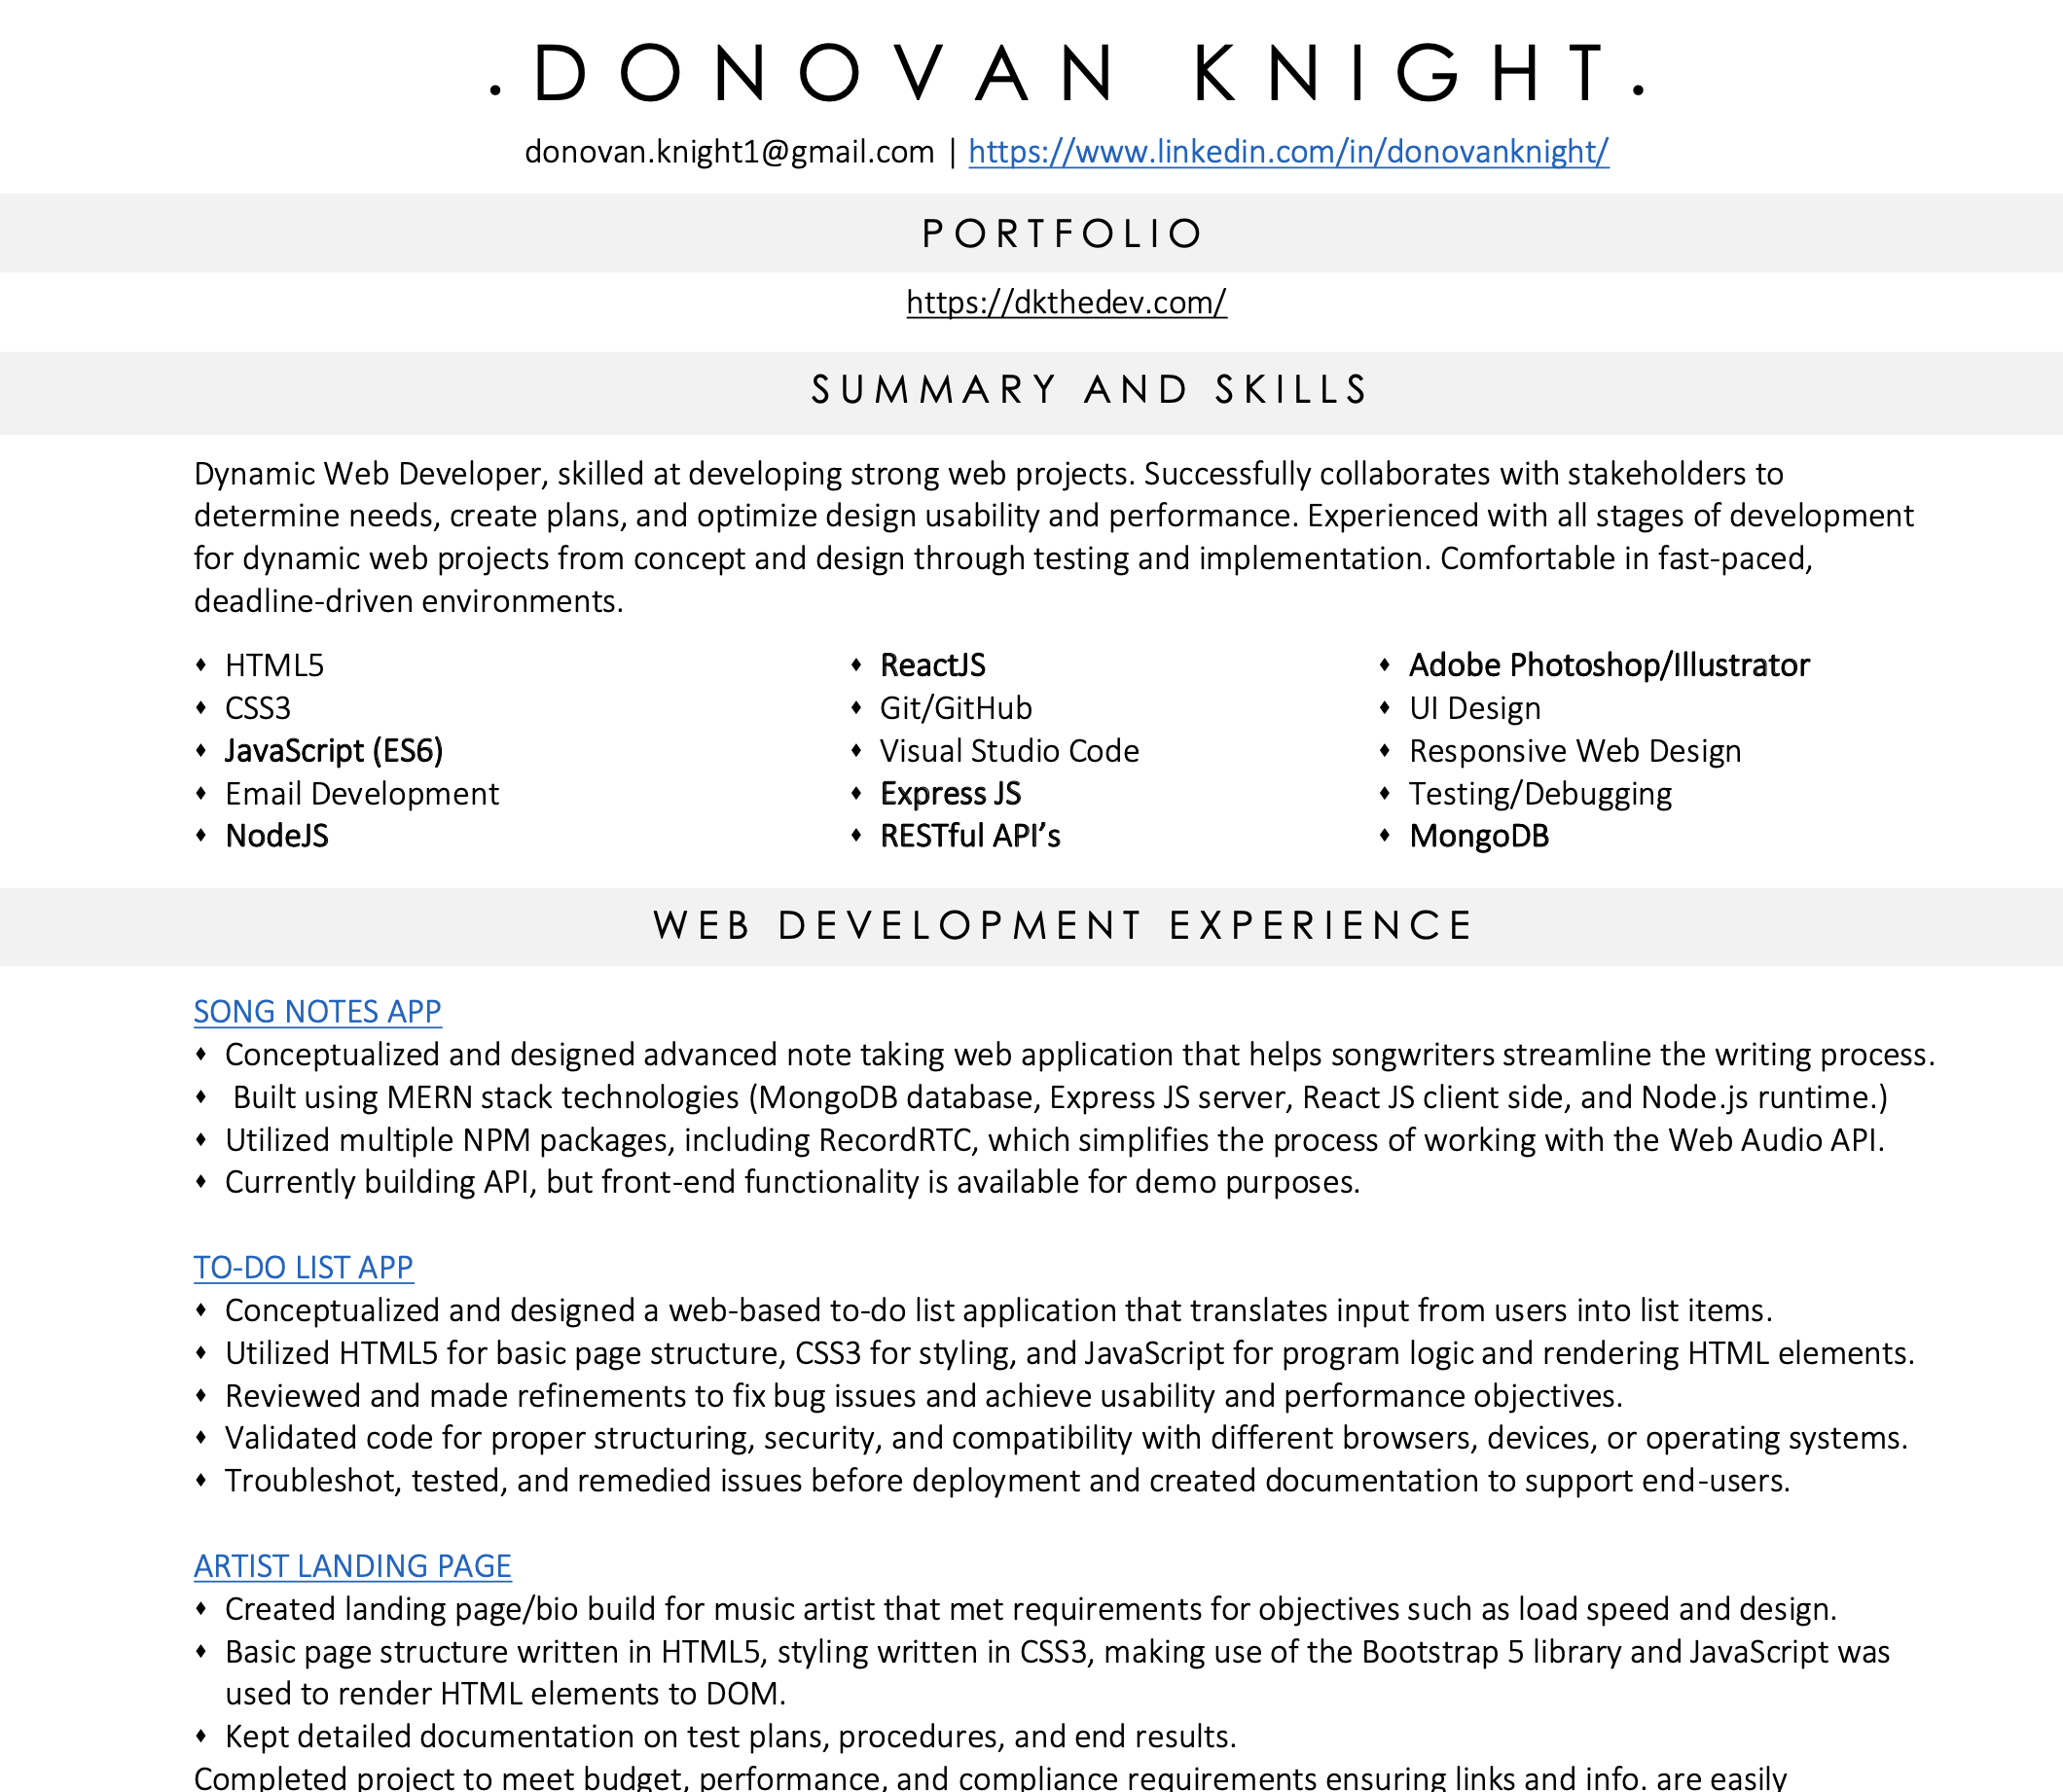 .DONOVAN KNIGHT.
donovan.knight1@gmail.com | https://www.linkedin.com/in/donovanknight/
PORTFOLIO
https://dkthedev.com/
SUMMARY AND SKILLS
Dynamic Web Developer, skilled at developing strong web projects. Successfully collaborates with stakeholders to
determine needs, create plans, and optimize design usability and performance. Experienced with all stages of development
for dynamic web projects from concept and design through testing and implementation. Comfortable in fast-paced,
deadline-driven environments.
♦ HTML5
♦ CSS3
♦ JavaScript (ES6)
♦ Email Development
♦ NodeJS
♦ ReactJS
♦ Git/GitHub
♦ Visual Studio Code
♦ Express JS
♦ RESTful API’s
♦ Adobe Photoshop/Illustrator
♦ UI Design
♦ Responsive Web Design
♦ Testing/Debugging
♦ MongoDB
WEB DEVELOPMENT EXPERIENCE
SONG NOTES APP
♦ Conceptualized and designed advanced note taking web application that helps songwriters streamline the writing process.
♦ Built using MERN stack technologies (MongoDB database, Express JS server, React JS client side, and Node.js runtime.)
♦ Utilized multiple NPM packages, including RecordRTC, which simplifies the process of working with the Web Audio API.
♦ Currently building API, but front-end functionality is available for demo purposes.
TO-DO LIST APP
♦ Conceptualized and designed a web-based to-do list application that translates input from users into list items.
♦ Utilized HTML5 for basic page structure, CSS3 for styling, and JavaScript for program logic and rendering HTML elements.
♦ Reviewed and made refinements to fix bug issues and achieve usability and performance objectives.
♦ Validated code for proper structuring, security, and compatibility with different browsers, devices, or operating systems.
♦ Troubleshot, tested, and remedied issues before deployment and created documentation to support end-users.
ARTIST LANDING PAGE
♦ Created landing page/bio build for music artist that met requirements for objectives such as load speed and design.
♦ Basic page structure written in HTML5, styling written in CSS3, making use of the Bootstrap 5 library and JavaScript was
used to render HTML elements to DOM.
♦ Kept detailed documentation on test plans, procedures, and end results.
Completed project to meet budget, performance, and compliance requirements ensuring links and info. are easily